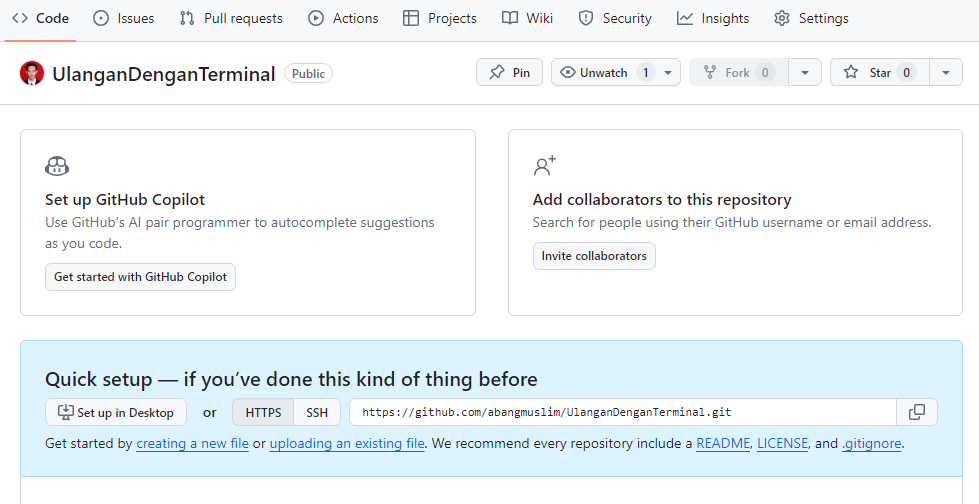 Code Issues Pull requests Actions Projects Wiki Security Insights Settings
UlanganDenganTerminal Public Pin Unwatch 1 Fork 0 Star 0
Set up GitHub Copilot
Use GitHub's AI pair programmer to autocomplete suggestions
as you code.
Get started with GitHub Copilot
Add collaborators to this repository
Search for people using their GitHub username or email address.
Invite collaborators
Quick setup — if you’ve done this kind of thing before
Set up in Desktop or HTTPS SSH https://github.com/abangmuslim/UlanganDenganTerminal.git
Get started by creating a new file or uploading an existing file. We recommend every repository include a README, LICENSE, and .gitignore.